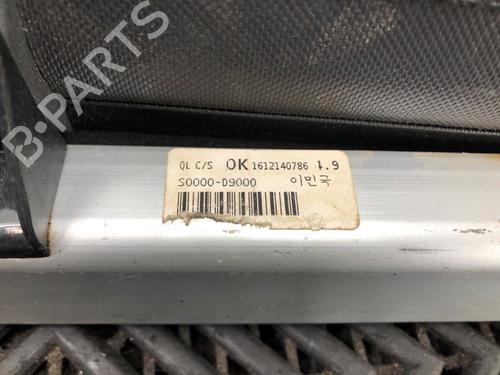 B-PARTS
QL C/S OK 1612140786 1.9
S0000-D9000 이민국